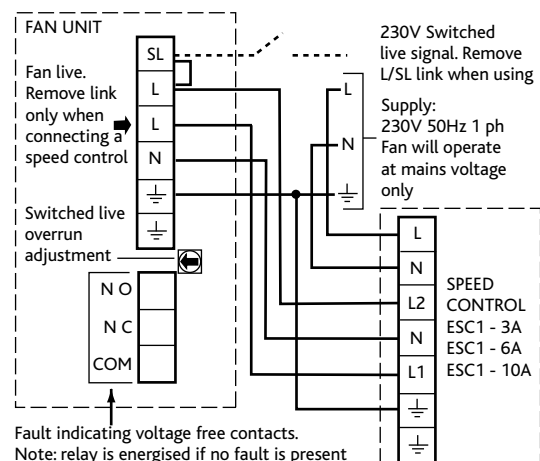 FAN UNIT
SL
L
L
N
Fan live.
Remove link
only when
connecting a
speed control
Switched live
overrun
adjustment
N O
N C
COM
Fault indicating voltage free contacts.
Note: relay is energised if no fault is present
230V Switched
live signal. Remove
L/SL link when using
L
N
Supply:
230V 50Hz 1 ph
Fan will operate
at mains voltage
only
L
N
L2
N
L1
SPEED
CONTROL
ESC1 - 3A
ESC1 - 6A
ESC1 - 10A